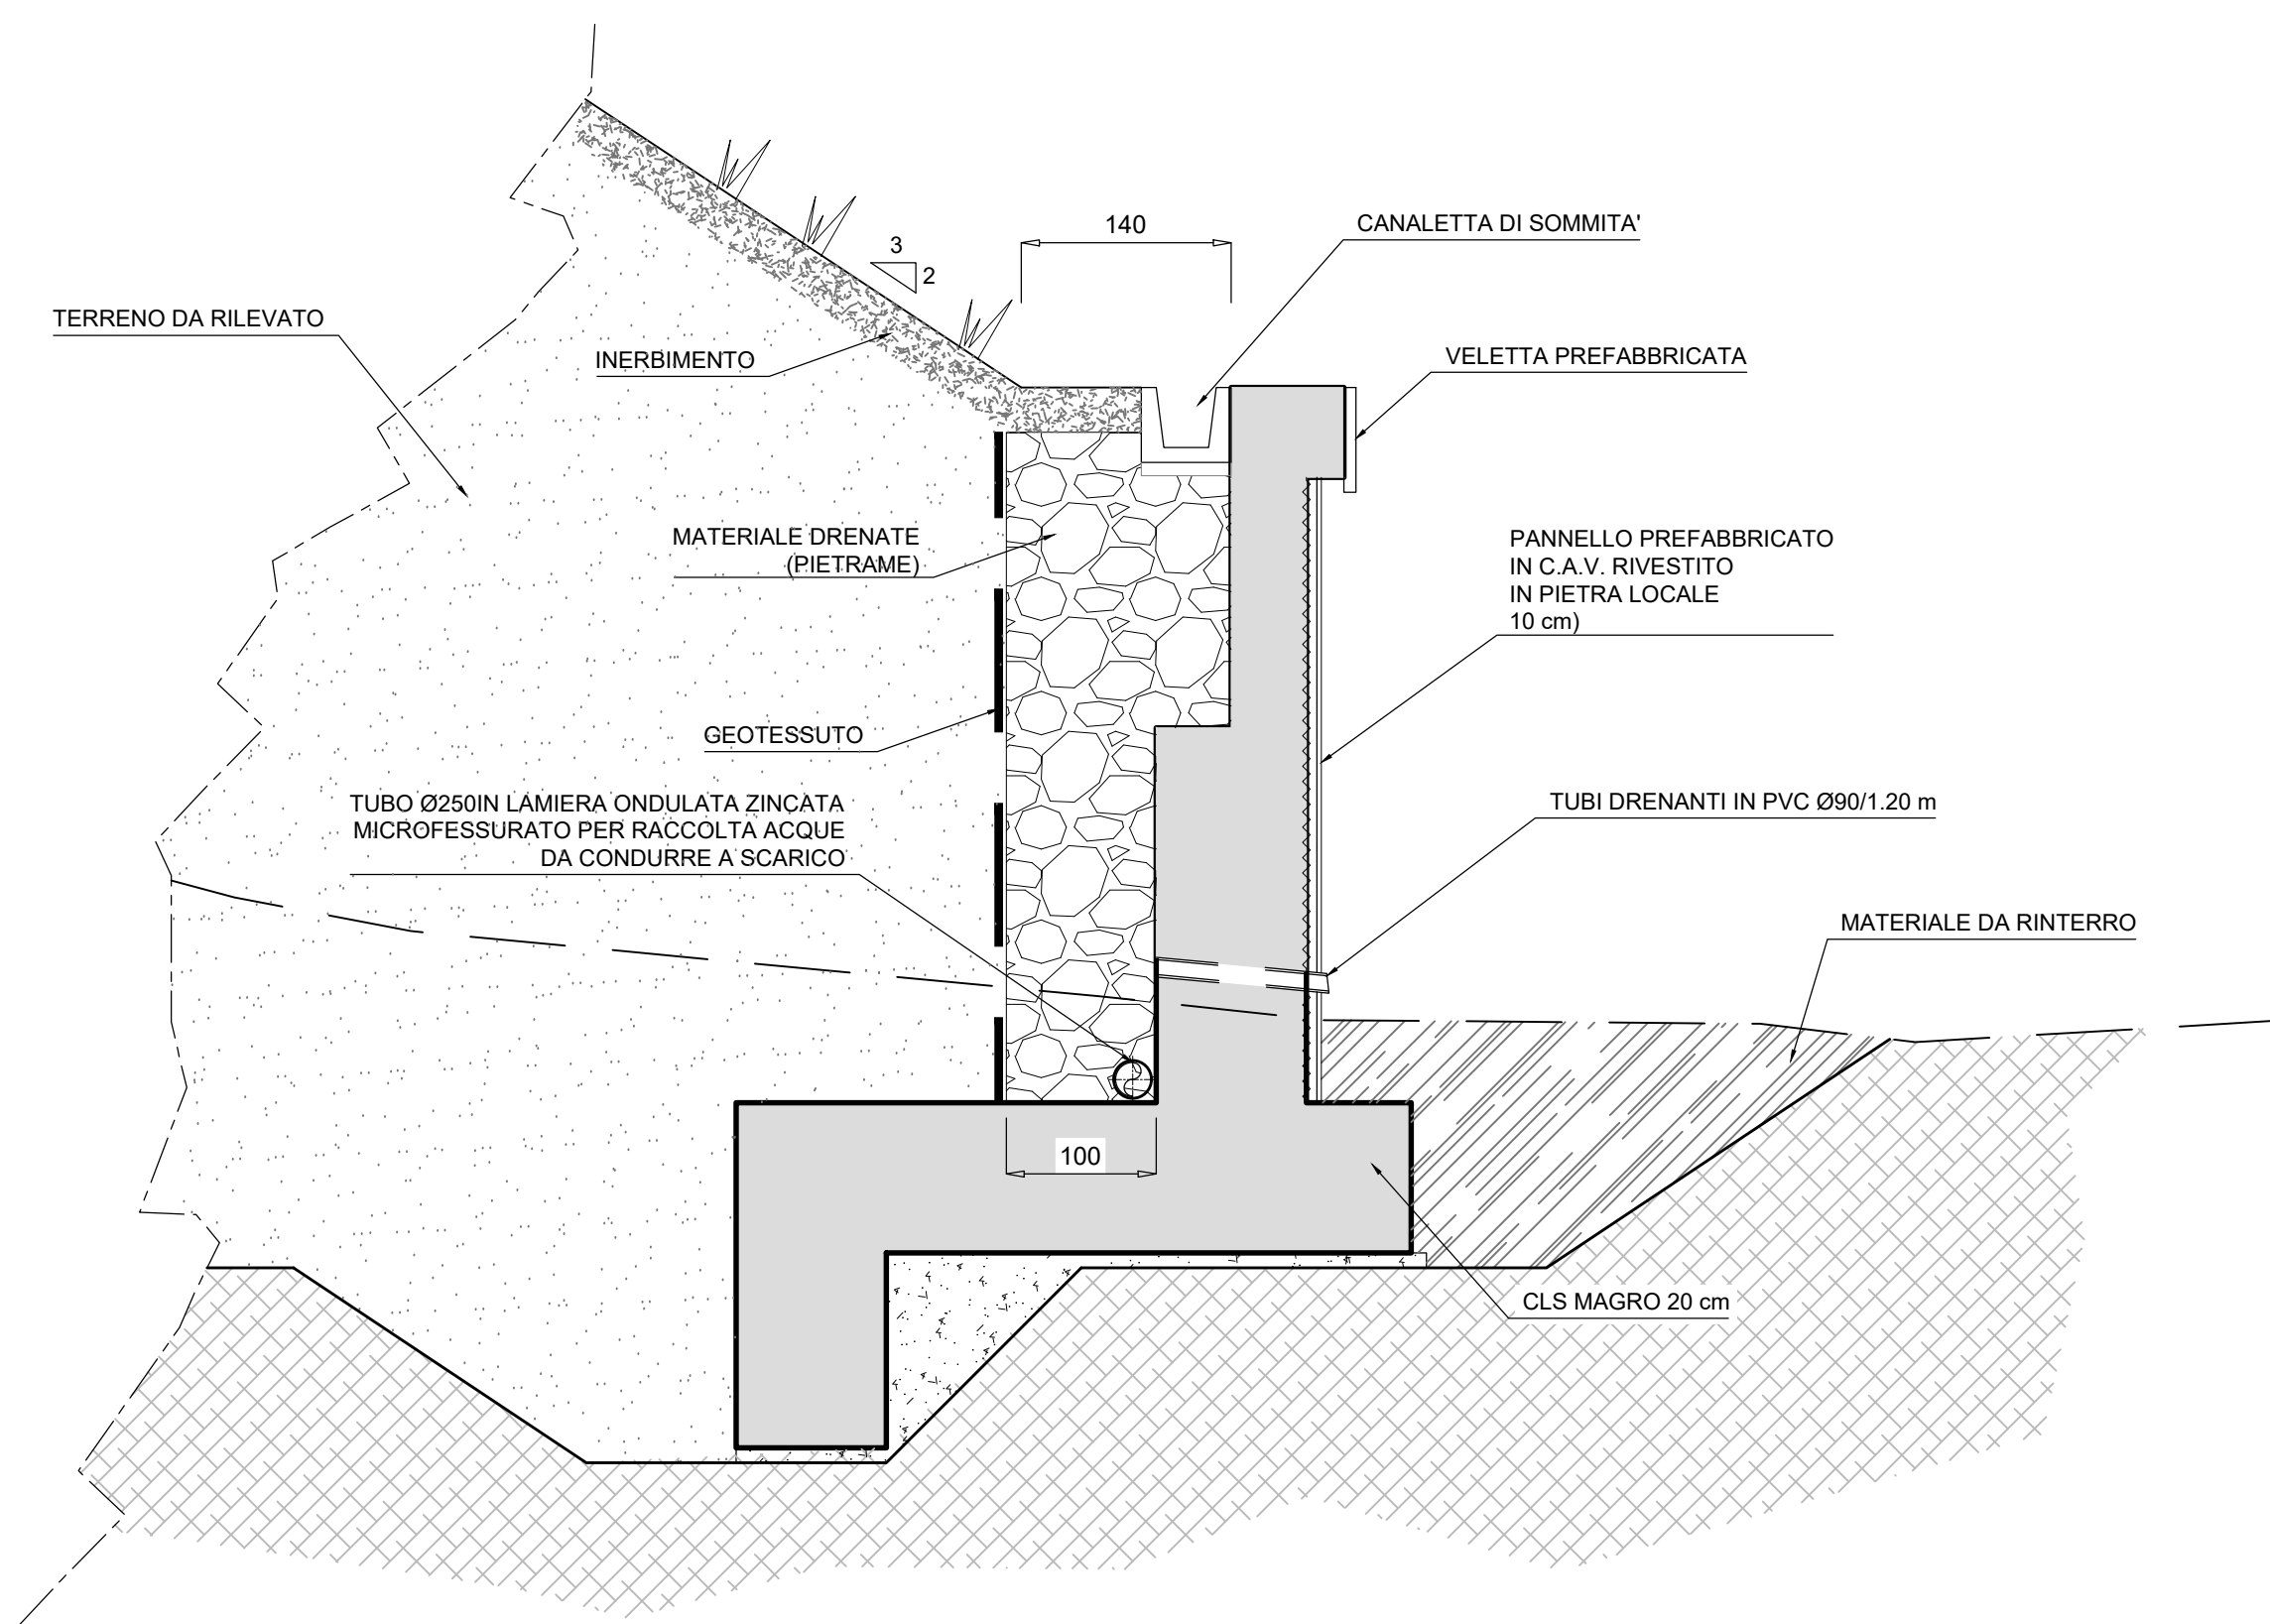 140
CANALETTA DI SOMMITA'
3
2
TERRENO DA RILEVATO
INERBIMENTO
VELETTA PREFABBRICATA
MATERIALE DRENATE
(PIETRAME)
PANNELLO PREFABBRICATO
IN C.A.V. RIVESTITO
IN PIETRA LOCALE
10 cm)
GEOTESSUTO
TUBO Ø250IN LAMIERA ONDULATA ZINCATA
MICROFESSURATO PER RACCOLTA ACQUE
DA CONDURRE A SCARICO
TUBI DRENANTI IN PVC Ø90/1.20 m
MATERIALE DA RINTERRO
100
CLS MAGRO 20 cm